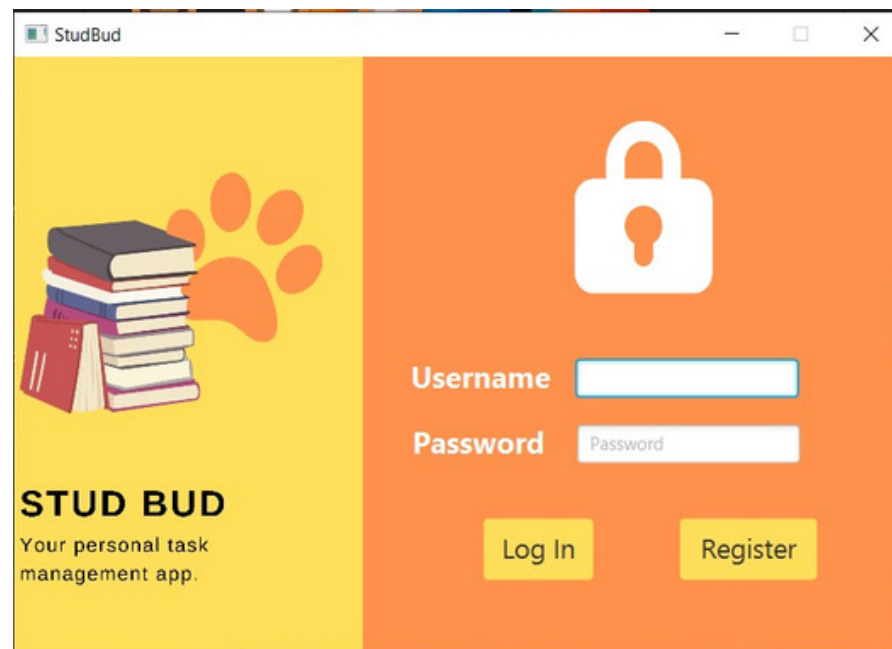 StudBud
Username
Password
Password
Log In
Register
STUD BUD
Your personal task
management app.